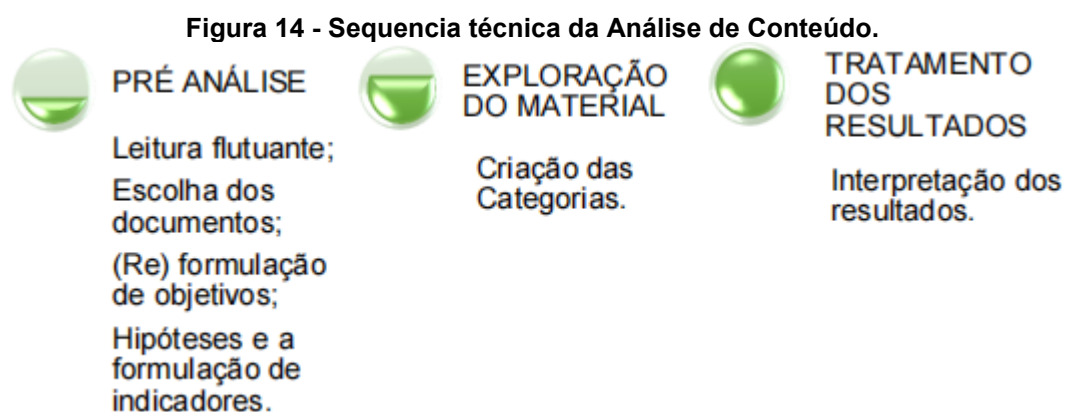 Figura 14 - Sequencia técnica da Análise de Conteúdo.
PRÉ ANÁLISE
Leitura flutuante;
Escolha dos
documentos;
(Re) formulação
de objetivos;
Hipóteses e a
formulação de
indicadores.
EXPLORAÇÃO
DO MATERIAL
Criação das
Categorias.
TRATAMENTO
DOS
RESULTADOS
Interpretação dos
resultados.